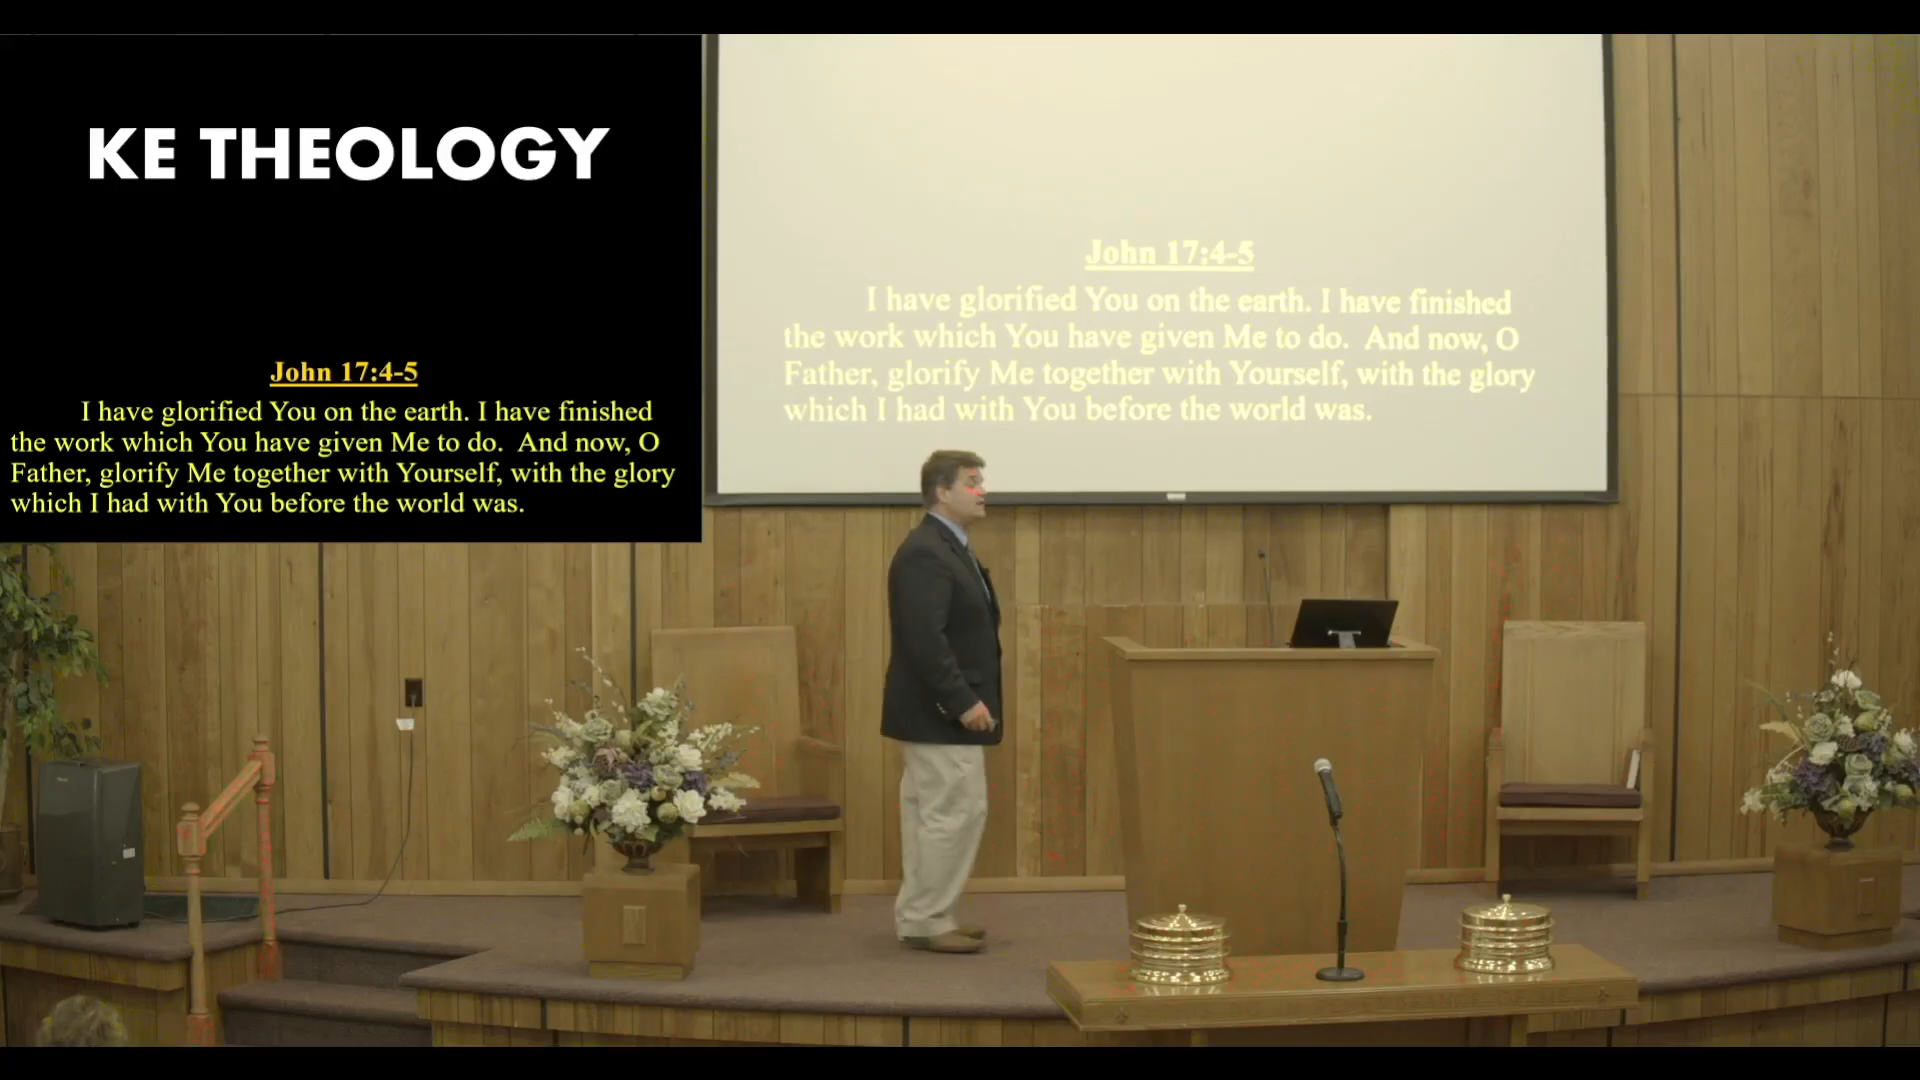 KE THEOLOGY
John 17:4-5
I have glorified You on the earth. I have finished
the work which You have given Me to do.  And now, O
Father, glorify Me together with Yourself, with the glory
which I had with You before the world was.
John 17:4-5
I have glorified You on the earth. I have finished
the work which You have given Me to do.  And now, O
Father, glorify Me together with Yourself, with the glory
which I had with You before the world was.